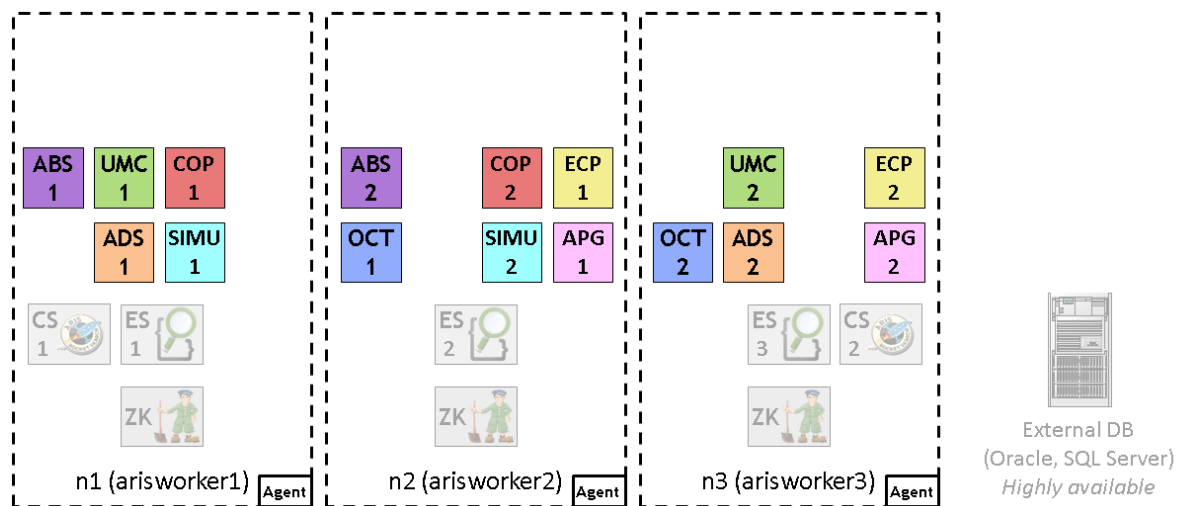 ABS
1
UMC
1
COP
1
ADS
1
SIMU
1
CS
1
ES
1
ZK
n1 (arisworker1)
Agent
ABS
2
COP
2
ECP
1
OCT
1
SIMU
2
APG
1
ES
2
ZK
n2 (arisworker2)
Agent
UMC
2
ECP
2
OCT
2
ADS
2
APG
2
ES
3
CS
2
ZK
n3 (arisworker3)
Agent
External DB
(Oracle, SQL Server)
Highly available